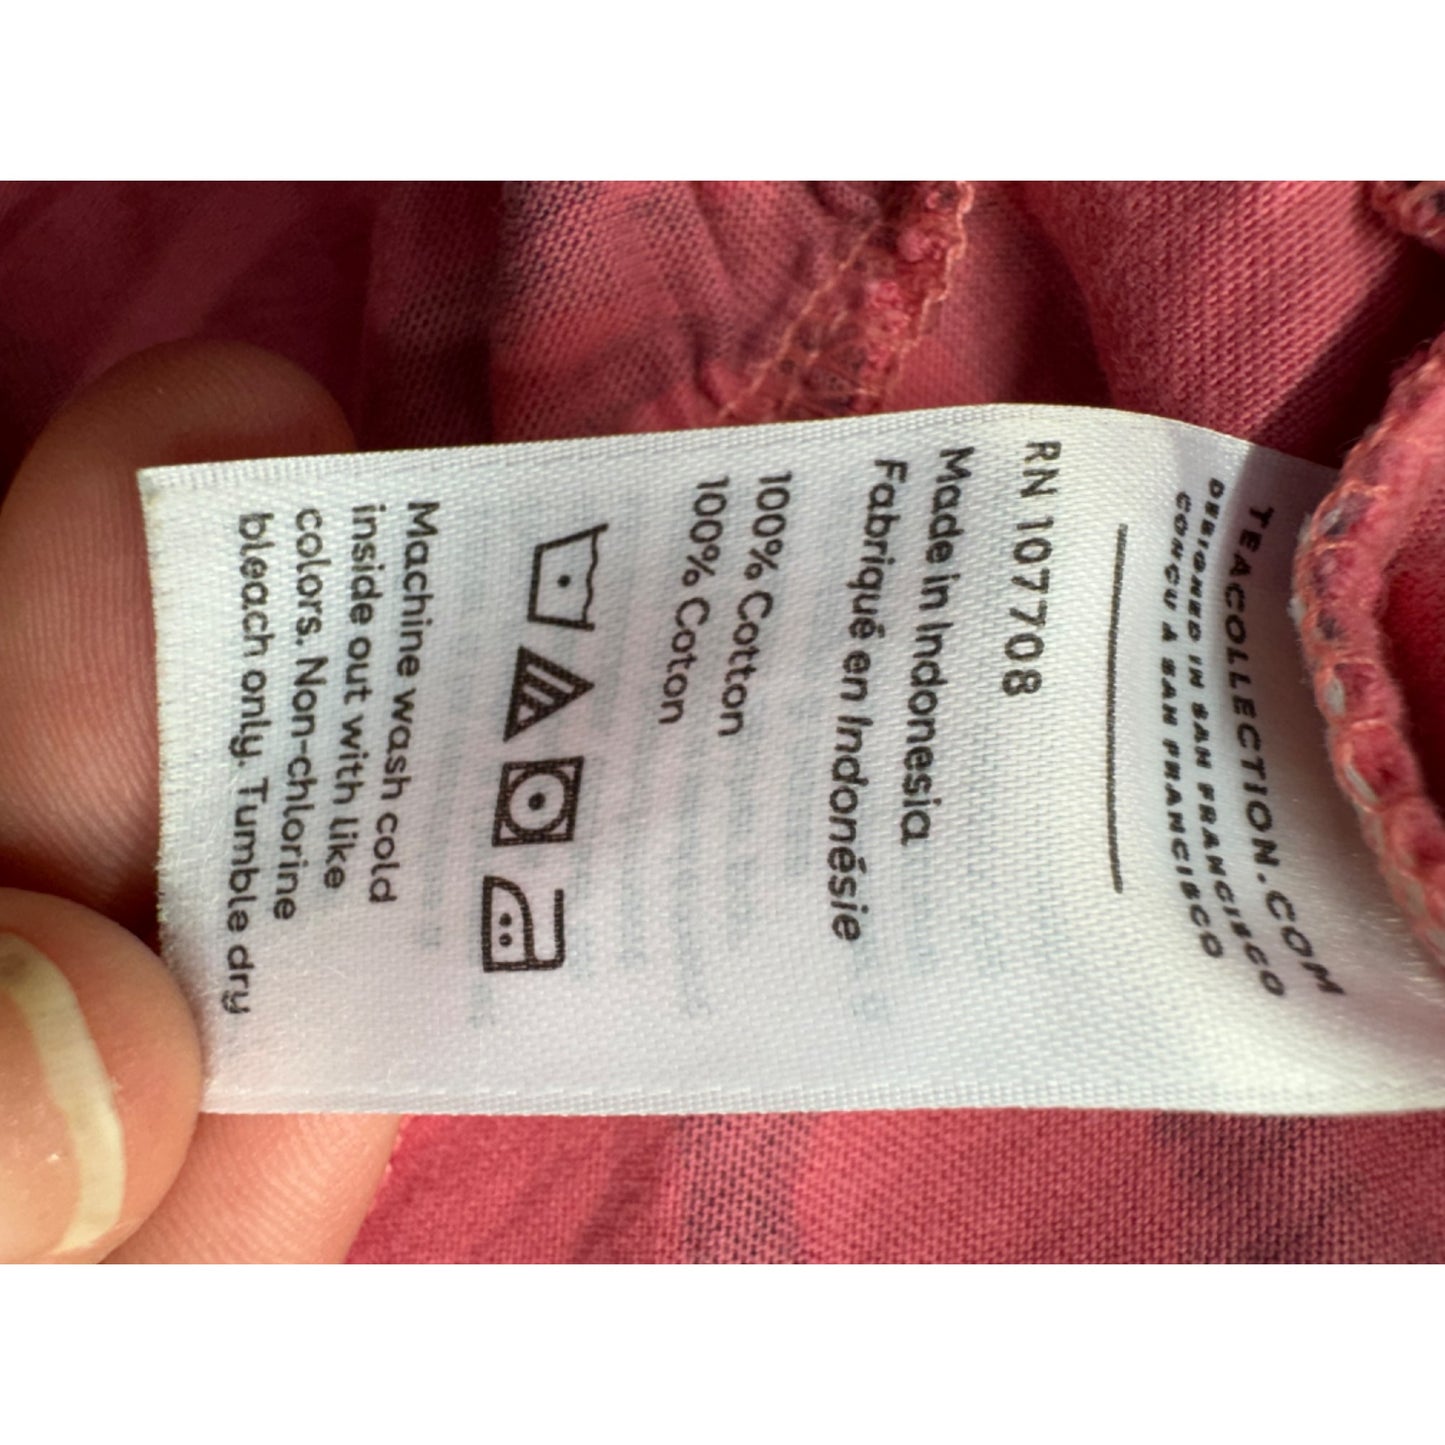 TEACOLLECTION.COM
DESIGNED IN SAN FRANCISCO
CONCU A SAN FRANCISCO
RN 107708
Made in Indonesia
Fabriqué en Indonésie
100% Cotton
100% Coton
Machine wash cold
inside out with like
colors. Non-chlorine
bleach only. Tumble dry